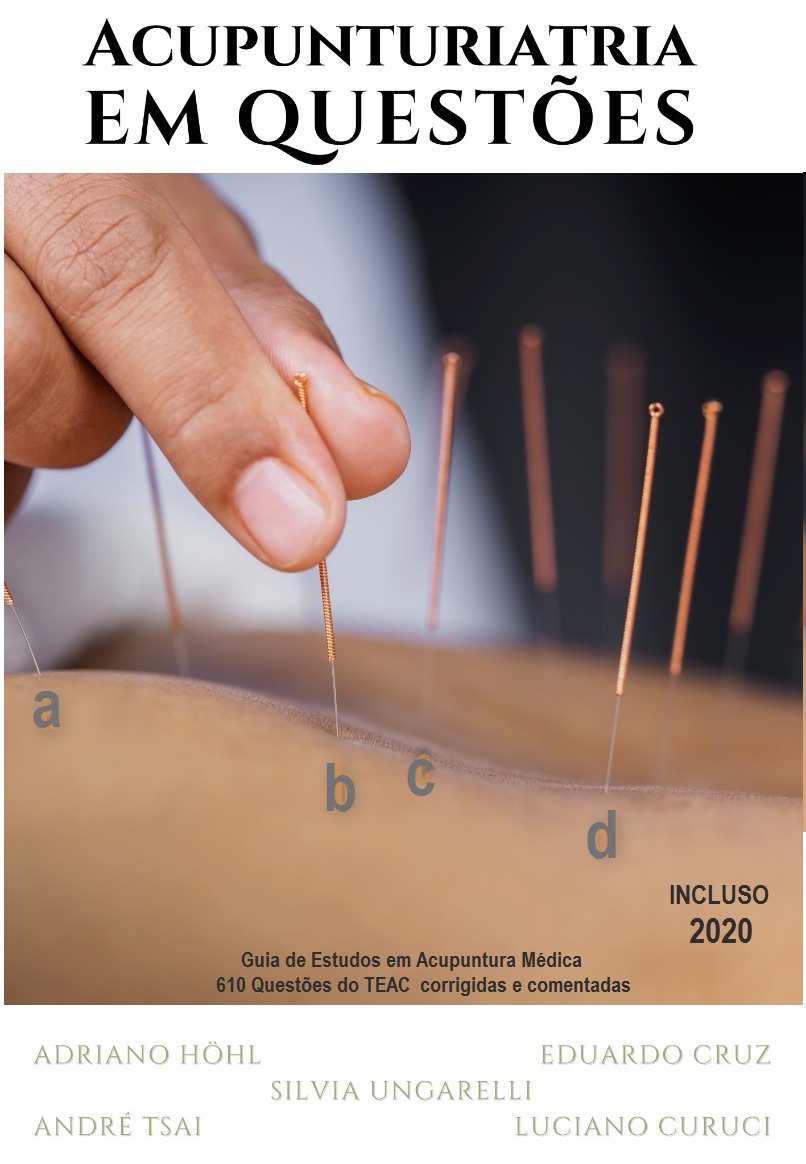 ACUPUNTURIATRIA
EM QUESTÕES
a
b
c
d
INCLUSO
2020
Guia de Estudos em Acupuntura Médica
610 Questões do TEAC corrigidas e comentadas
ADRIANO HÖHL
EDUARDO CRUZ
SILVIA UNGARELLI
ANDRÉ TSAI
LUCIANO CURUCI